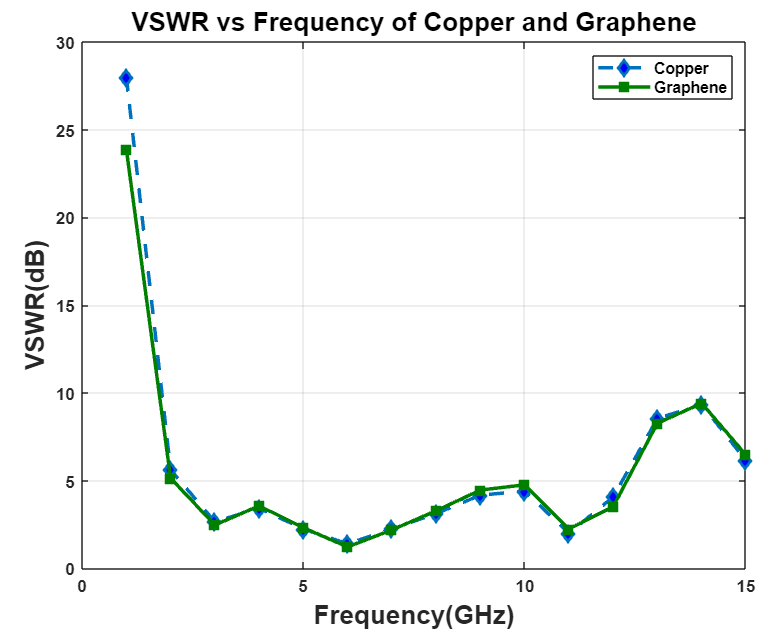 VSWR vs Frequency of Copper and Graphene
30
25
20
15
10
5
0
VSWR(dB)
Copper
Graphene
0 5 10 15
Frequency(GHz)